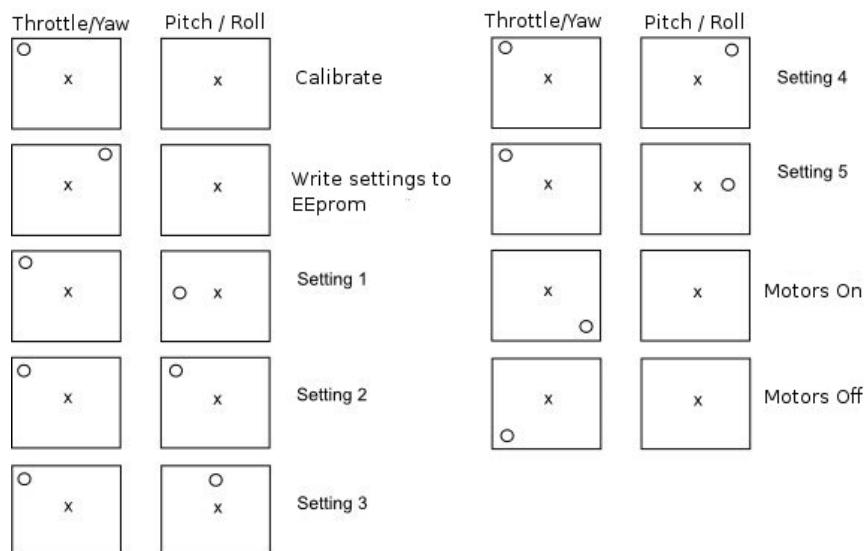 Throttle/Yaw Pitch / Roll
x x Calibrate
x x Write settings to
EEprom
x x Setting 1
x x Setting 2
x x Setting 3
Throttle/Yaw Pitch / Roll
x x Setting 4
x x Setting 5
x x Motors On
x x Motors Off